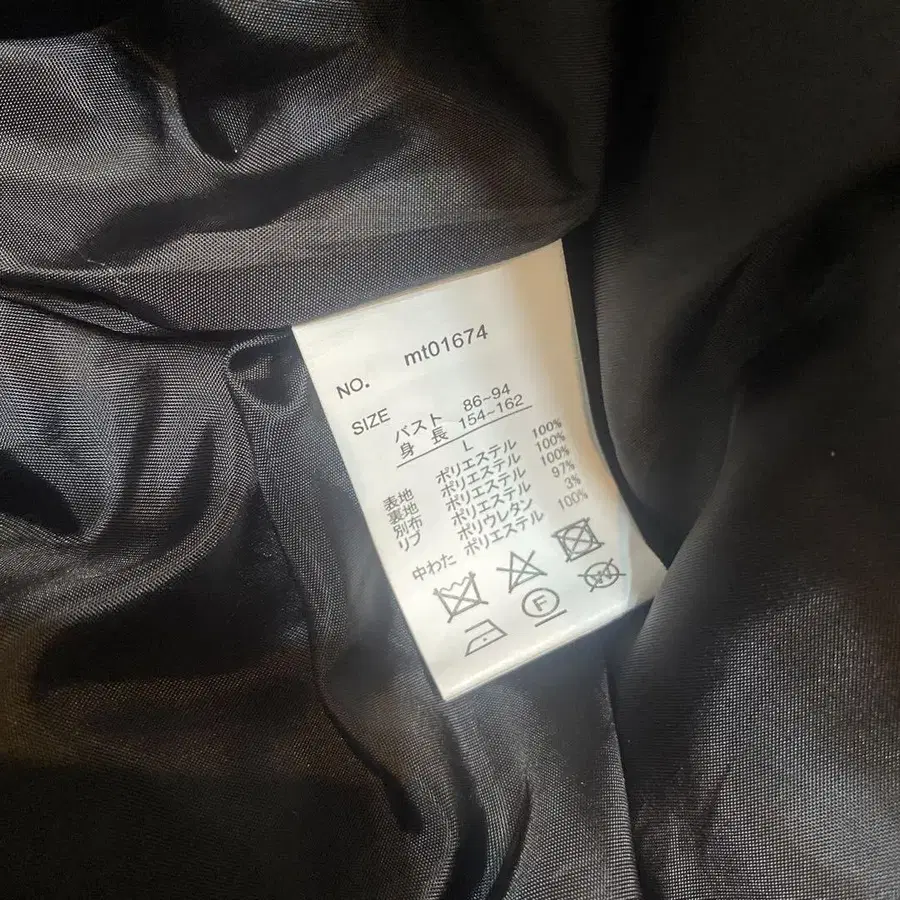 NO. mt01674
SIZE バスト 86~94
身 長 154~162
L
表地 ポリエステル 100%
裏地 ポリエステル 100%
別布 ポリエステル 100%
リブ ポリエステル 97%
ポリウレタン 3%
中わた ポリエステル 100%
F
W